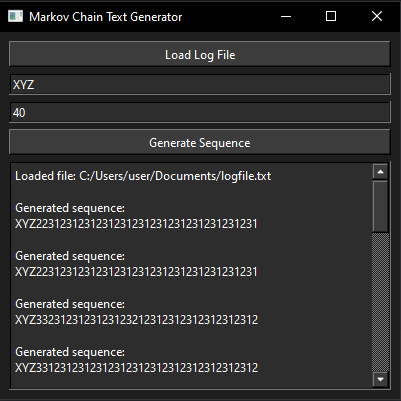 Markov Chain Text Generator
Load Log File
XYZ
40
Generate Sequence
Loaded file: C:/Users/user/Documents/logfile.txt
Generated sequence:
XYZ2231231231231231231231231231231231231
Generated sequence:
XYZ2231231231231231231231231231231231231
Generated sequence:
XYZ3323123123123123212312312312312312312
Generated sequence:
XYZ3312312312312312312312312312312312312